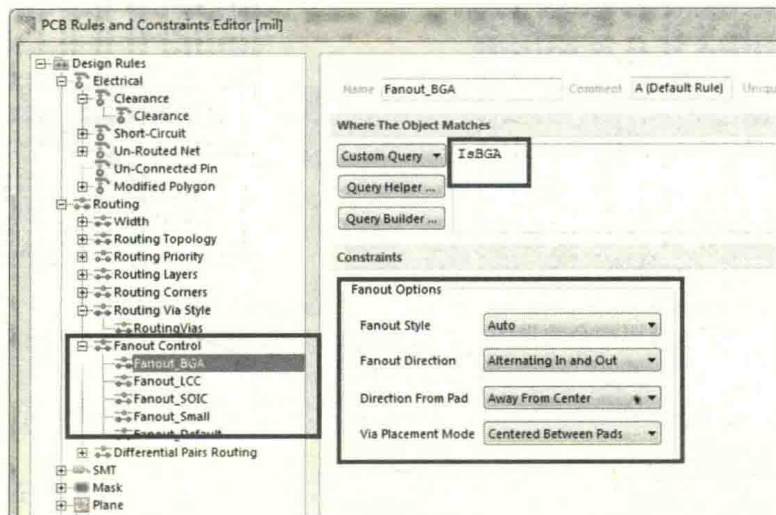 PCB Rules and Constraints Editor [mil]
Design Rules
Electrical
Clearance
Clearance
Short-Circuit
Un-Routed Net
Un-Connected Pin
Modified Polygon
Routing
Width
Routing Topology
Routing Priority
Routing Layers
Routing Corners
Routing Via Style
RoutingVias
Fanout Control
Fanout_BGA
Fanout_LCC
Fanout_SOIC
Fanout_Small
Fanout_Default
Differential Pairs Routing
SMT
Mask
Plane
Name Fanout_BGA Comment A (Default Rule)
Where The Object Matches
Custom Query IsBGA
Query Helper ...
Query Builder ...
Constraints
Fanout Options
Fanout Style Auto
Fanout Direction Alternating In and Out
Direction From Pad Away From Center
Via Placement Mode Centered Between Pads